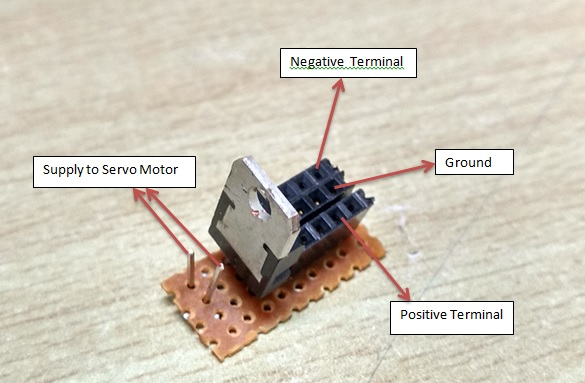 Negative Terminal
Ground
Supply to Servo Motor
Positive Terminal